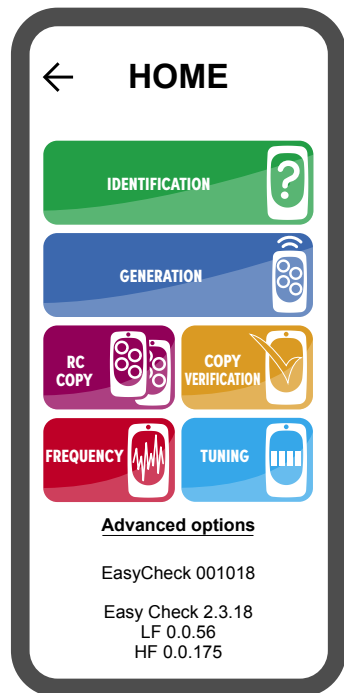 HOME
IDENTIFICATION
?
GENERATION
RC
COPY
COPY
VERIFICATION
FREQUENCY
TUNING
Advanced options
EasyCheck 001018
Easy Check 2.3.18
LF 0.0.56
HF 0.0.175